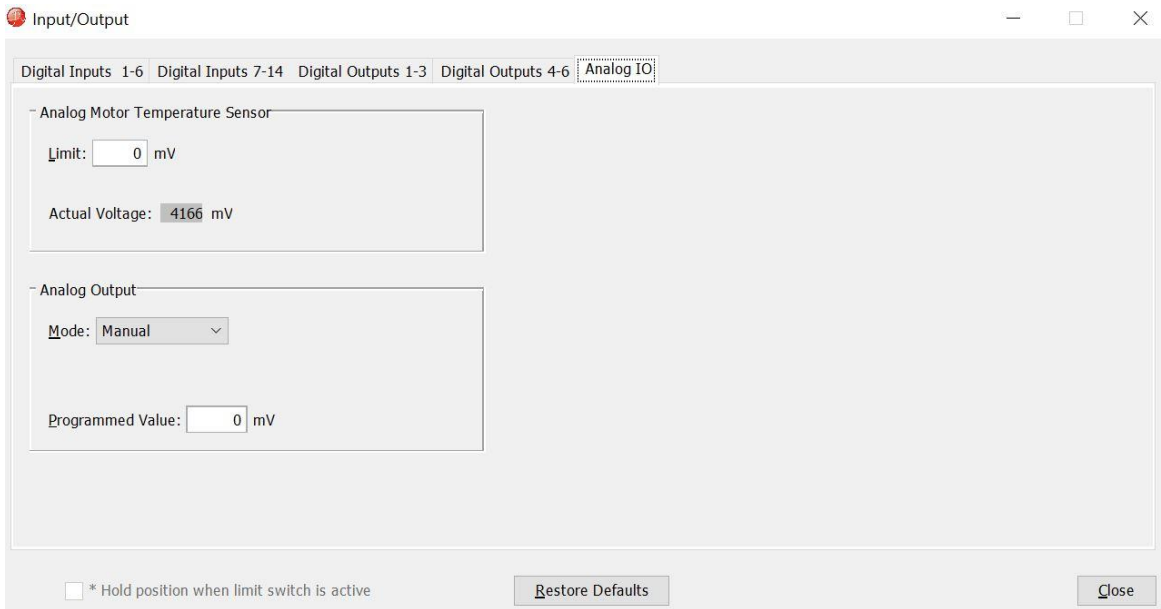 Input/Output
Digital Inputs 1-6 Digital Inputs 7-14 Digital Outputs 1-3 Digital Outputs 4-6 Analog IO
Analog Motor Temperature Sensor
Limit: 0 mV
Actual Voltage: 4166 mV
Analog Output
Mode: Manual
Programmed Value: 0 mV
* Hold position when limit switch is active Restore Defaults Close